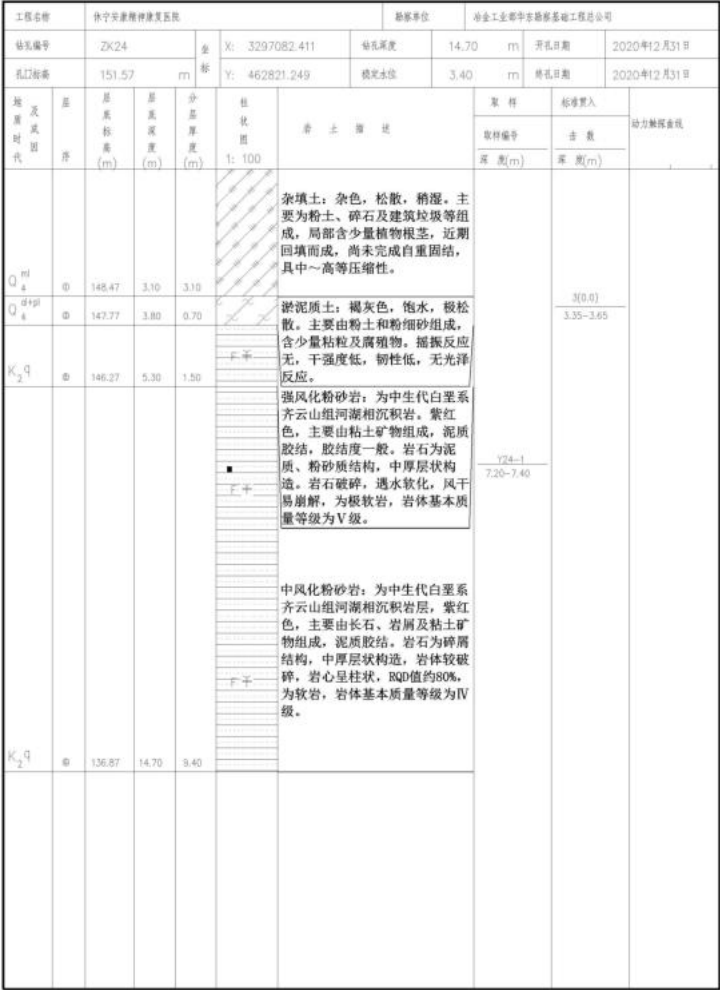 工程名称 休宁安康精神康复医院 勘察单位 冶金工业部华东勘察基础工程总公司
钻孔编号 ZK24 坐标 X: 3297082.411 钻孔深度 14.70 m 开孔日期 2020年12月31日
孔口标高 151.57 m Y: 462821.249 稳定水位 3.40 m 终孔日期 2020年12月31日
地质时代及成因 层序 层底标高(m) 层底深度(m) 分层厚度(m) 柱状图 1: 100 岩 土 描 述 取 样 标准贯入 动力触探曲线
取样编号 击 数
深 度(m) 深 度(m)
杂填土：杂色，松散，稍湿。主
要为粉土、碎石及建筑垃圾等组
成，局部含少量植物根茎，近期
回填而成，尚未完成自重固结，
具中～高等压缩性。
Q4ml ① 148.47 3.10 3.10
淤泥质土：褐灰色，饱水，极松
散。主要由粉土和粉细砂组成，
含少量粘粒及腐殖物。摇振反应
无，干强度低，韧性低，无光泽
反应。
Q4al+pl 147.77 3.80 0.70
3(0.0)
3.35-3.65
K2q 146.27 5.30 1.50
强风化粉砂岩：为中生代白垩系
齐云山组河湖相沉积岩。紫红
色，主要由粘土矿物组成，泥质
胶结，胶结度一般。岩石为泥
质、粉砂质结构，中厚层状构
造。岩石破碎，遇水软化，风干
易崩解，为极软岩，岩体基本质
量等级为Ⅴ级。
Y24-1
7.20-7.40
中风化粉砂岩：为中生代白垩系
齐云山组河湖相沉积岩层，紫红
色，主要由长石、岩屑及粘土矿
物组成，泥质胶结。岩石为碎屑
结构，中厚层状构造，岩体较破
碎，岩心呈柱状，RQD值约80%，
为软岩，岩体基本质量等级为Ⅳ
级。
K2q 136.87 14.70 9.40